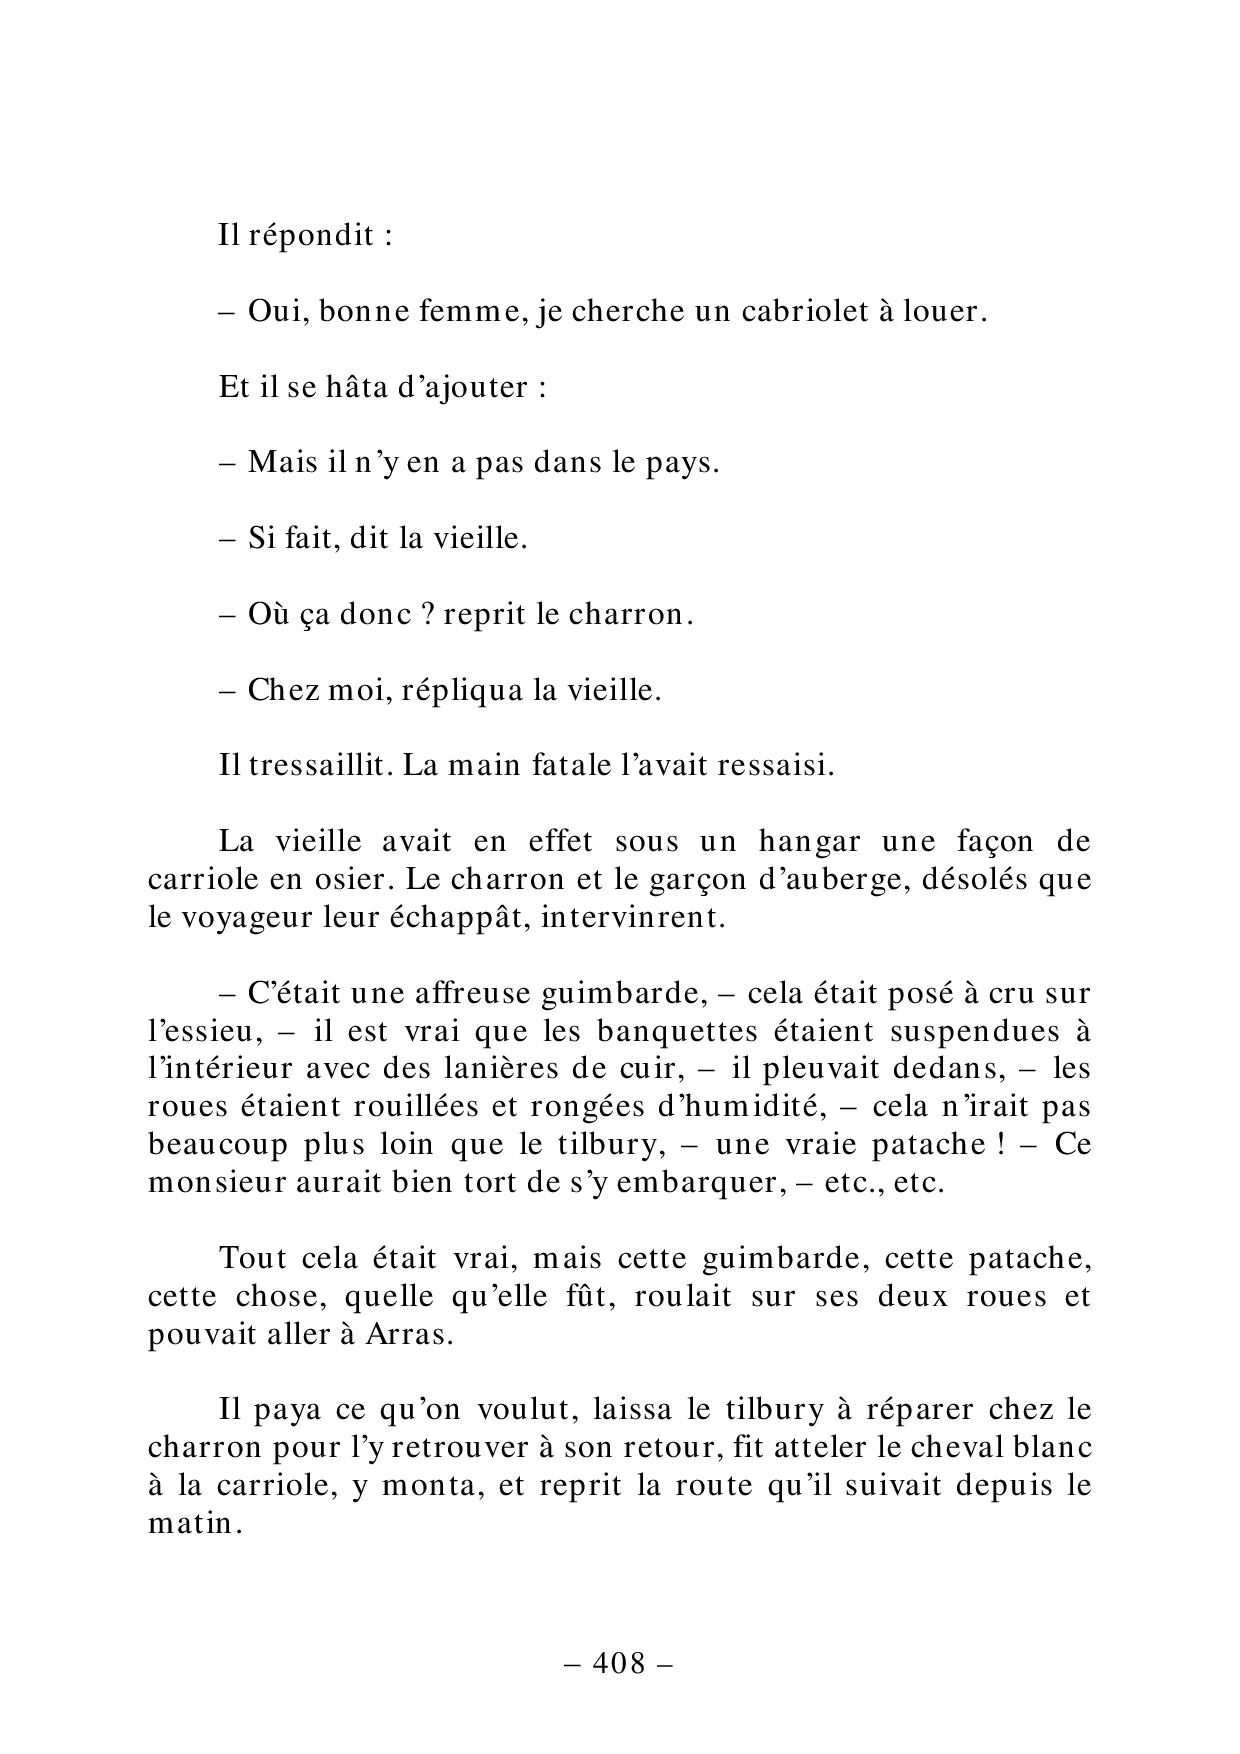 Il répondit :
– Oui, bonne femme, je cherche un cabriolet à louer.
Et il se hâta d’ajouter :
– Mais il n’y en a pas dans le pays.
– Si fait, dit la vieille.
– Où ça donc ? reprit le charron.
– Chez moi, répliqua la vieille.
Il tressaillit. La main fatale l’avait ressaisi.
La vieille avait en effet sous un hangar une façon de
carriole en osier. Le charron et le garçon d’auberge, désolés que
le voyageur leur échappât, intervinrent.
– C’était une affreuse guimbarde, – cela était posé à cru sur
l’essieu, – il est vrai que les banquettes étaient suspendues à
l’intérieur avec des lanières de cuir, – il pleuvait dedans, – les
roues étaient rouillées et rongées d’humidité, – cela n’irait pas
beaucoup plus loin que le tilbury, – une vraie patache ! – Ce
monsieur aurait bien tort de s’y embarquer, – etc., etc.
Tout cela était vrai, mais cette guimbarde, cette patache,
cette chose, quelle qu’elle fût, roulait sur ses deux roues et
pouvait aller à Arras.
Il paya ce qu’on voulut, laissa le tilbury à réparer chez le
charron pour l’y retrouver à son retour, fit atteler le cheval blanc
à la carriole, y monta, et reprit la route qu’il suivait depuis le
matin.
– 408 –